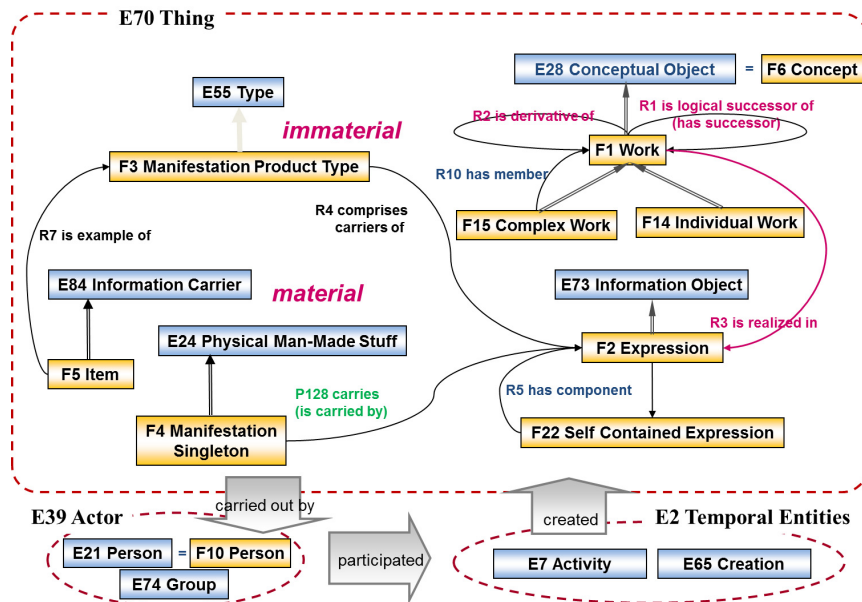 E70 Thing
E28 Conceptual Object
=
F6 Concept
E55 Type
R2 is derivative of
R1 is logical successor of
(has successor)
immaterial
F1 Work
F3 Manifestation Product Type
R10 has member
R4 comprises
carriers of
F15 Complex Work
F14 Individual Work
R7 is example of
E84 Information Carrier
material
E73 Information Object
E24 Physical Man-Made Stuff
R3 is realized in
F2 Expression
F5 Item
P128 carries
(is carried by)
R5 has component
F4 Manifestation
Singleton
F22 Self Contained Expression
carried out by
E39 Actor
created
E2 Temporal Entities
E21 Person
=
F10 Person
participated
E7 Activity
E65 Creation
E74 Group